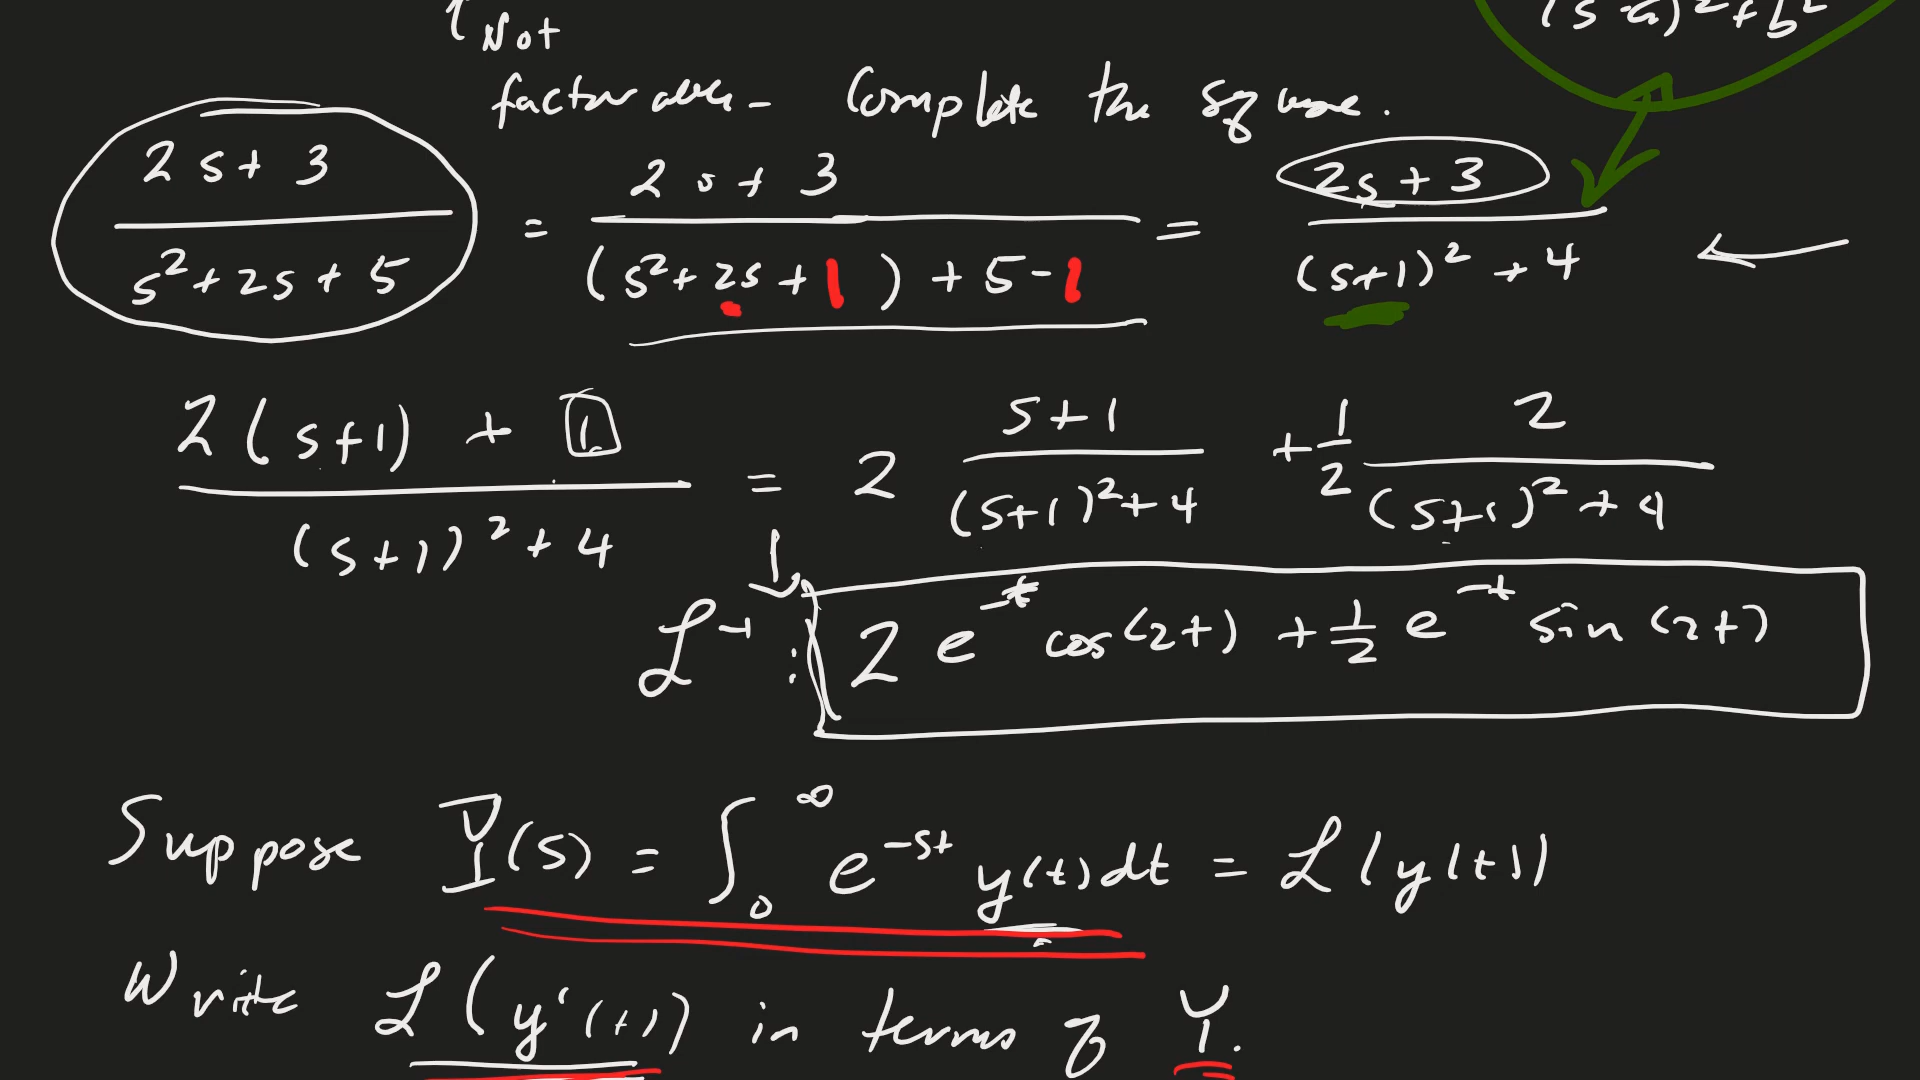 Not
(s-a)² + b²
factorable - Complete the square.
2s + 3 / s² + 2s + 5 = 2s + 3 / (s² + 2s + 1) + 5 - 1 = 2s + 3 / (s+1)² + 4 ←
2(s+1) + 1 / (s+1)² + 4 = 2 s+1 / (s+1)² + 4 + 1/2 2 / (s+1)² + 4
ℒ⁻¹ : 2 e^{-t} cos(2t) + 1/2 e^{-t} sin(2t)
Suppose Y(s) = ∫₀^∞ e^{-st} y(t) dt = ℒ(y(t))
Write ℒ(y'(t)) in terms of Y.